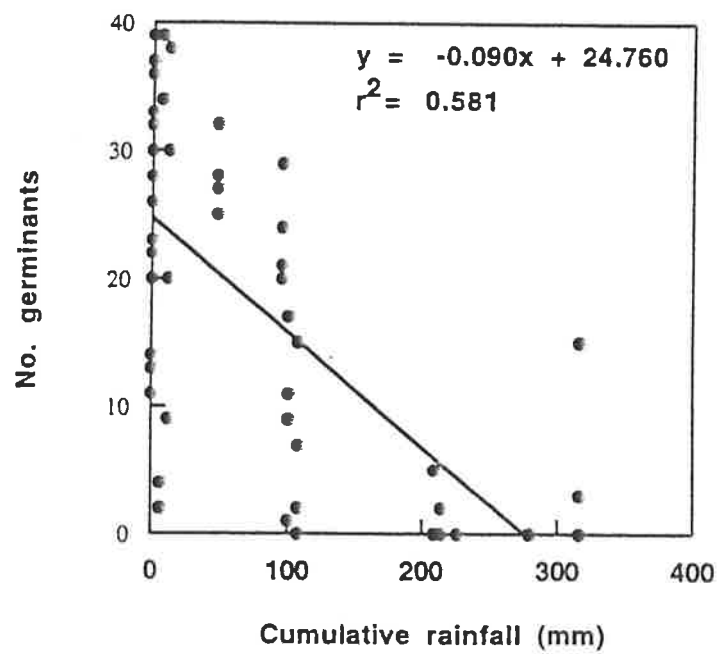 y = -0.090x + 24.760
r2= 0.581
40
30
20
10
0
No. germinants
0 100 200 300 400
Cumulative rainfall (mm)